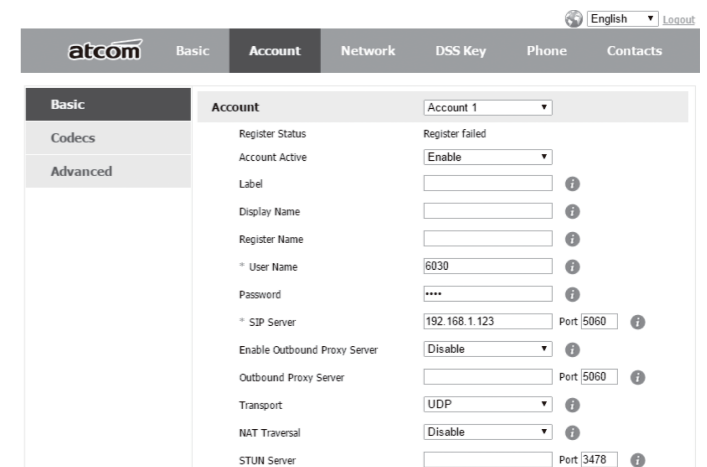 English Logout
atcom Basic Account Network DSS Key Phone Contacts
Basic
Codecs
Advanced
Account Account 1
Register Status Register failed
Account Active Enable
Label
Display Name
Register Name
* User Name 6030
Password ••••
* SIP Server 192.168.1.123 Port 5060
Enable Outbound Proxy Server Disable
Outbound Proxy Server Port 5060
Transport UDP
NAT Traversal Disable
STUN Server Port 3478